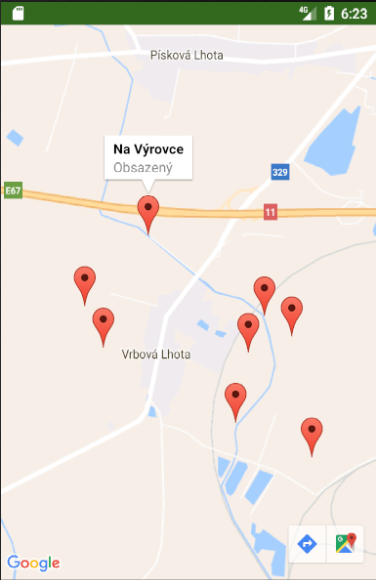 4G
6:23
Písková Lhota
Na Výrovce
Obsazený
329
E67
11
Vrbová Lhota
Google